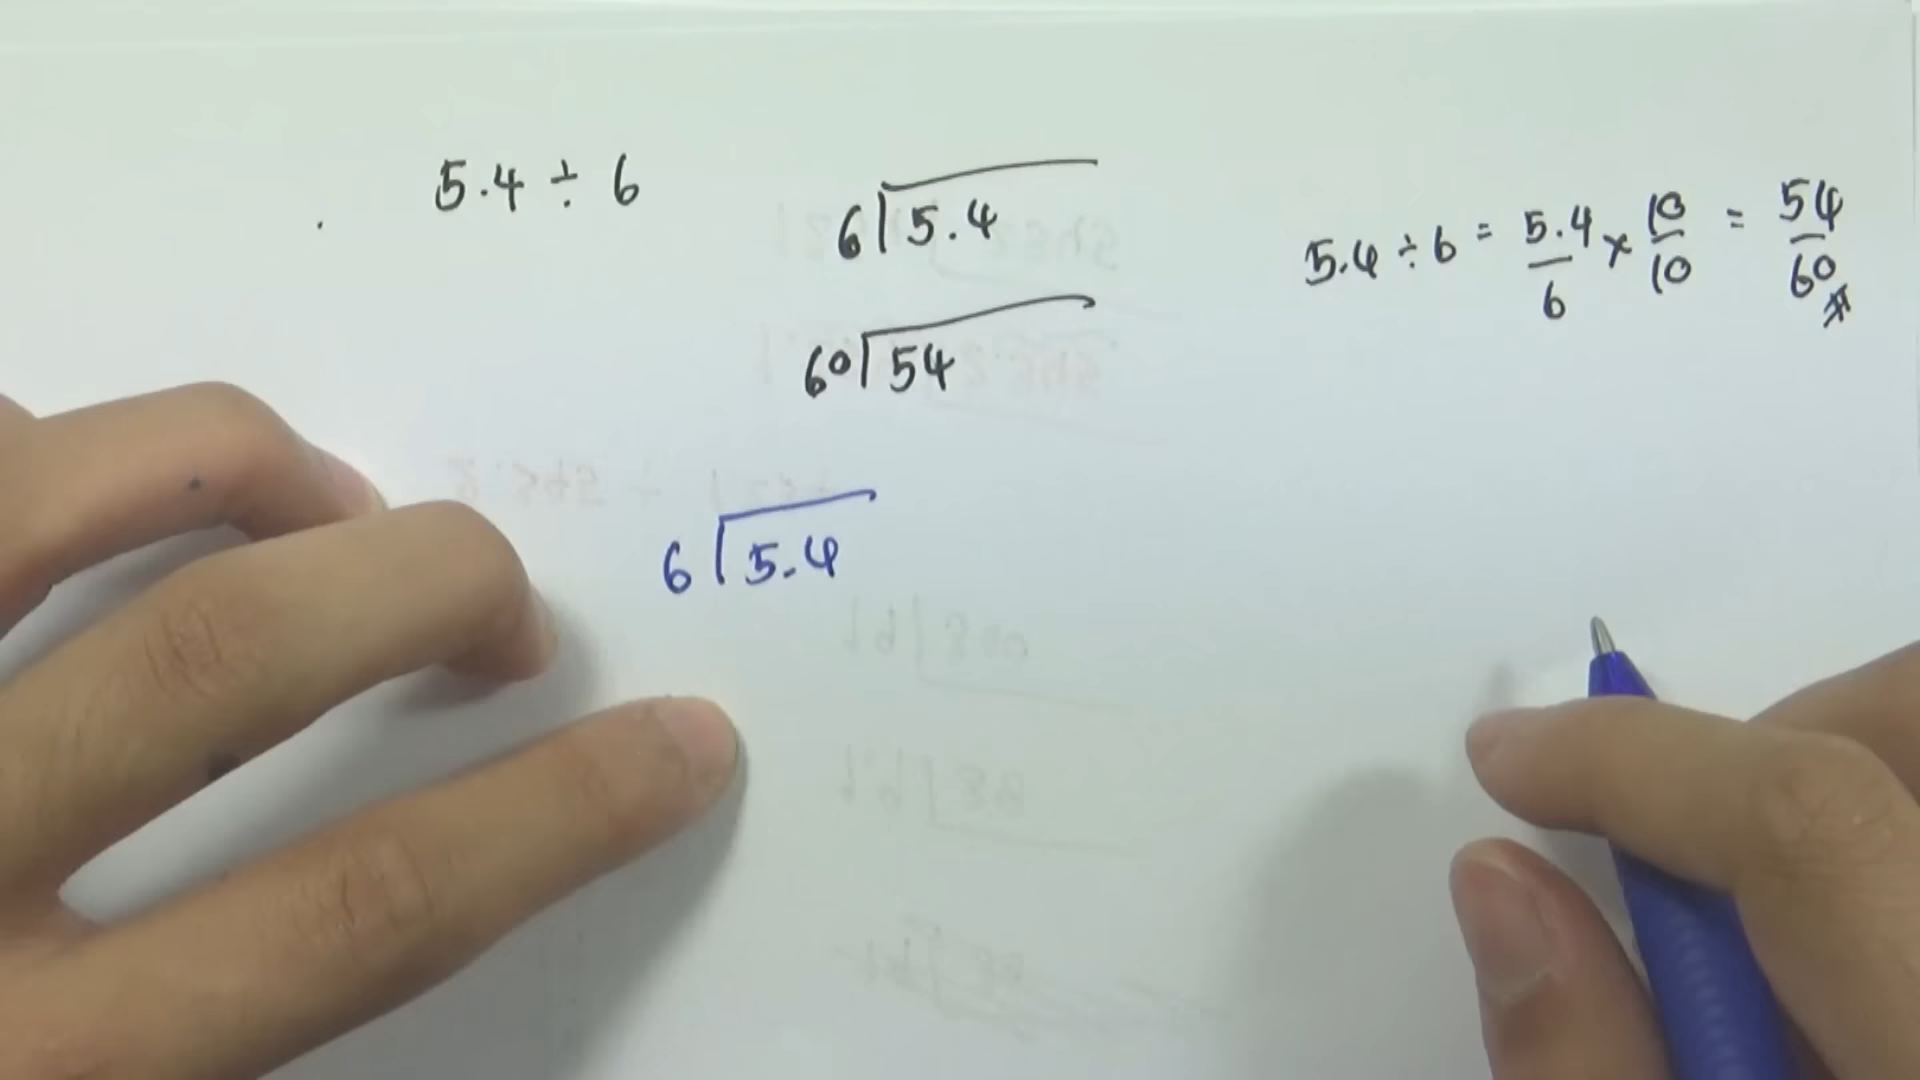 5.4 ÷ 6
6 5.4
60 54
5.4 ÷ 6 = 5.4/6 × 10/10 = 54/60
6 5.4